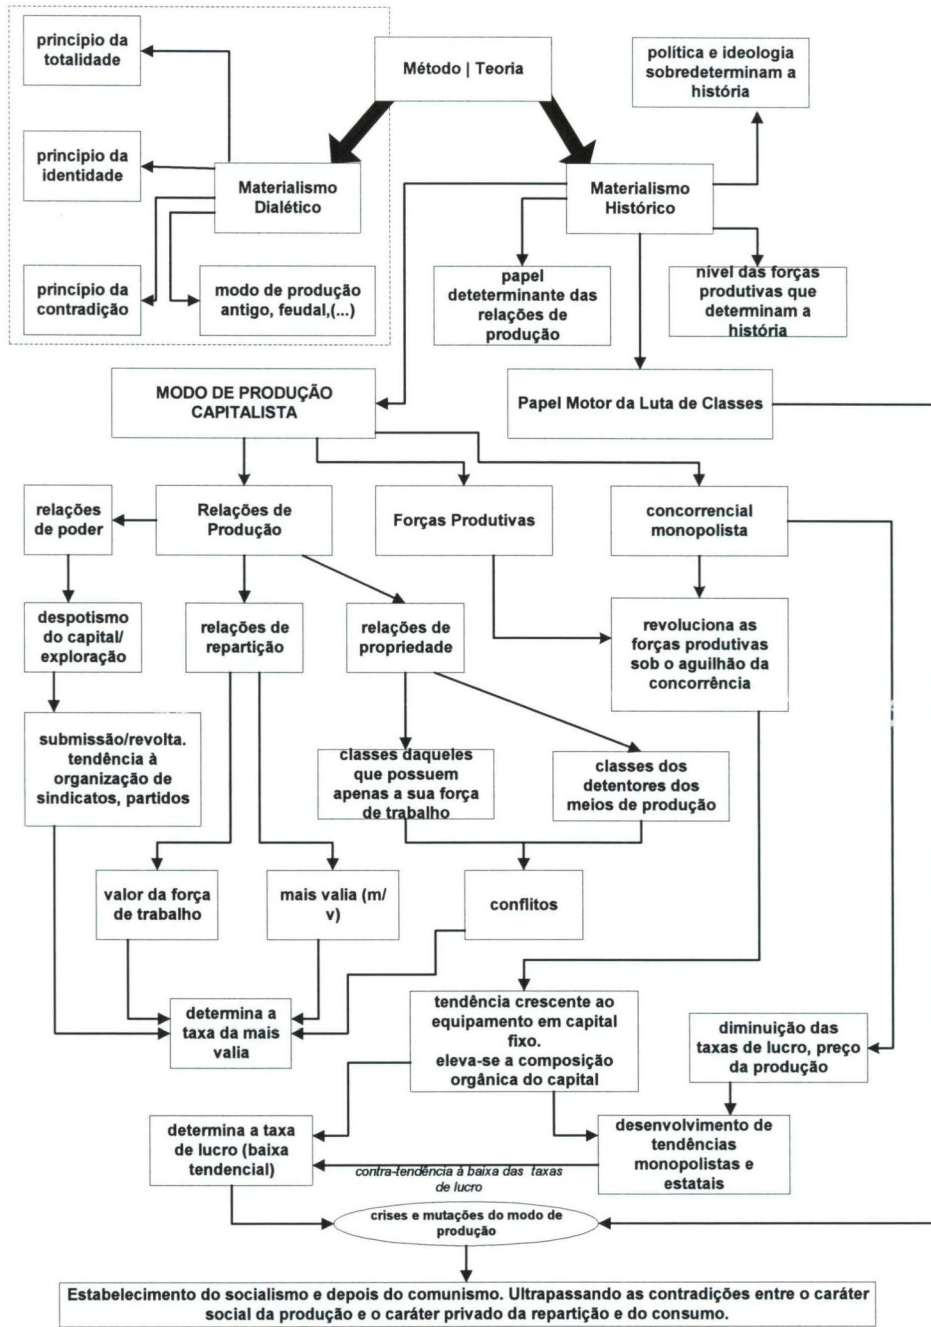 princípio da
totalidade
Método | Teoria
política e ideologia
sobredeterminam a
história
principio da
identidade
Materialismo
Dialético
Materialismo
Histórico
princípio da
contradição
modo de produção
antigo, feudal,(...)
papel
deteterminante das
relações de
produção
nível das forças
produtivas que
determinam a
história
MODO DE PRODUÇÃO
CAPITALISTA
Papel Motor da Luta de Classes
relações
de poder
Relações de
Produção
Forças Produtivas
concorrencial
monopolista
despotismo
do capital/
exploração
relações de
repartição
relações de
propriedade
revoluciona as
forças produtivas
sob o aguilhão da
concorrência
submissão/revolta.
tendência à
organização de
sindicatos, partidos
classes daqueles
que possuem
apenas a sua força
de trabalho
classes dos
detentores dos
meios de produção
valor da força
de trabalho
mais valia (m/
v)
conflitos
determina a
taxa da mais
valia
tendência crescente ao
equipamento em capital
fixo.
eleva-se a composição
orgânica do capital
diminuição das
taxas de lucro, preço
da produção
determina a taxa
de lucro (baixa
tendencial)
desenvolvimento de
tendências
monopolistas e
estatais
contra-tendência à baixa das taxas
de lucro
crises e mutações do modo de
produção
Estabelecimento do socialismo e depois do comunismo. Ultrapassando as contradições entre o caráter
social da produção e o caráter privado da repartição e do consumo.